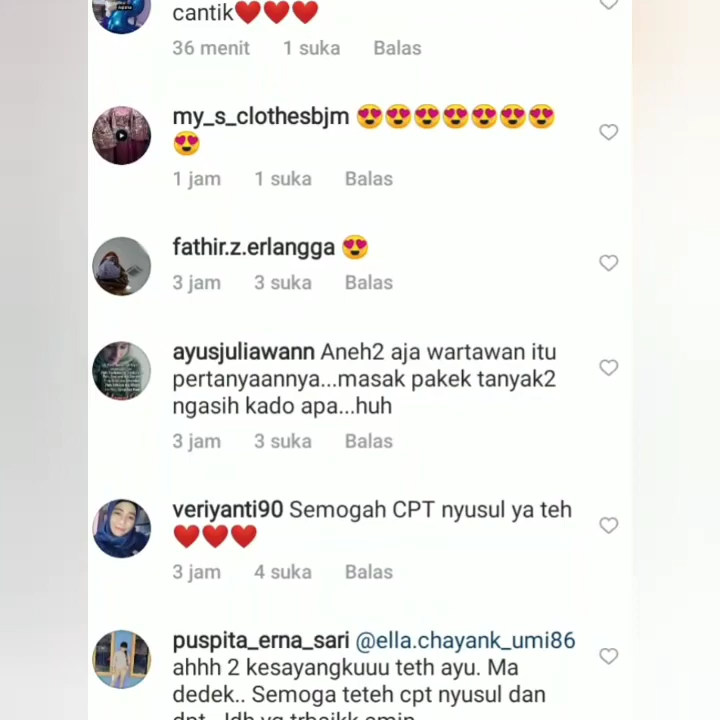 cantik❤❤❤
36 menit 1 suka Balas
my_s_clothesbjm 😍😍😍😍😍😍😍
😍
1 jam 1 suka Balas
fathir.z.erlangga 😍
3 jam 3 suka Balas
ayusjuliawann Aneh2 aja wartawan itu
pertanyaannya...masak pakek tanyak2
ngasih kado apa...huh
3 jam 3 suka Balas
veriyanti90 Semogah CPT nyusul ya teh
❤❤❤
3 jam 4 suka Balas
puspita_erna_sari @ella.chayank_umi86
ahhh 2 kesayangkuuu teth ayu. Ma
dedek.. Semoga teteh cpt nyusul dan